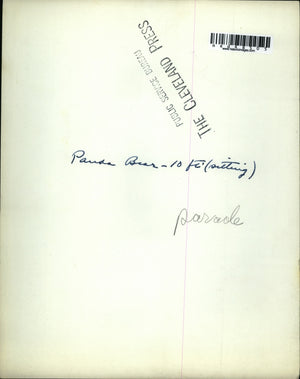 THE CLEVELAND PRESS
PUBLIC SERVICE BUREAU
Panda Bear - 10 ft (sitting)
parade